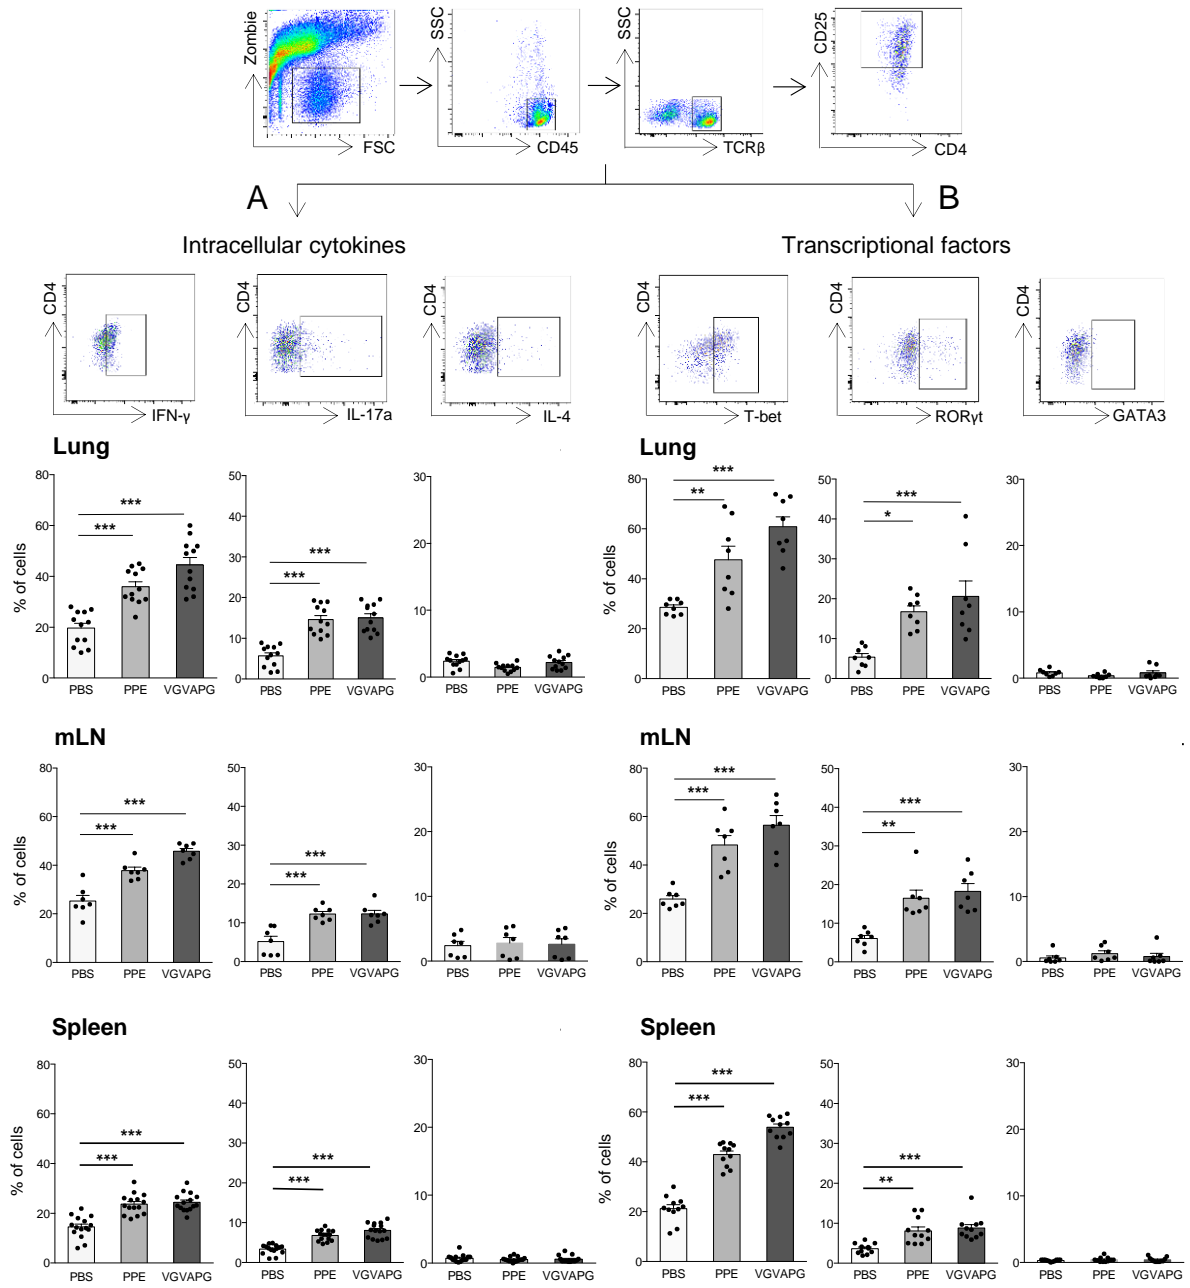 Zombie SSC SSC CD25
FSC CD45 TCRβ CD4
A B
Intracellular cytokines Transcriptional factors
CD4 CD4 CD4 CD4 CD4 CD4
IFN-γ IL-17a IL-4 T-bet RORγt GATA3
Lung Lung
% of cells % of cells
80 60 40 20 0
*** ***
PBS PPE VGVAPG
50 40 30 20 10 0
*** ***
PBS PPE VGVAPG
30 20 10 0
PBS PPE VGVAPG
80 60 40 20 0
*** **
PBS PPE VGVAPG
50 40 30 20 10 0
*** *
PBS PPE VGVAPG
30 20 10 0
PBS PPE VGVAPG
mLN mLN
% of cells % of cells
80 60 40 20 0
*** ***
PBS PPE VGVAPG
50 40 30 20 10 0
*** ***
PBS PPE VGVAPG
30 20 10 0
PBS PPE VGVAPG
80 60 40 20 0
*** ***
PBS PPE VGVAPG
50 40 30 20 10 0
*** **
PBS PPE VGVAPG
30 20 10 0
PBS PPE VGVAPG
Spleen Spleen
% of cells % of cells
80 60 40 20 0
*** ***
PBS PPE VGVAPG
50 40 30 20 10 0
*** ***
PBS PPE VGVAPG
30 20 10 0
PBS PPE VGVAPG
80 60 40 20 0
*** ***
PBS PPE VGVAPG
50 40 30 20 10 0
*** **
PBS PPE VGVAPG
30 20 10 0
PBS PPE VGVAPG